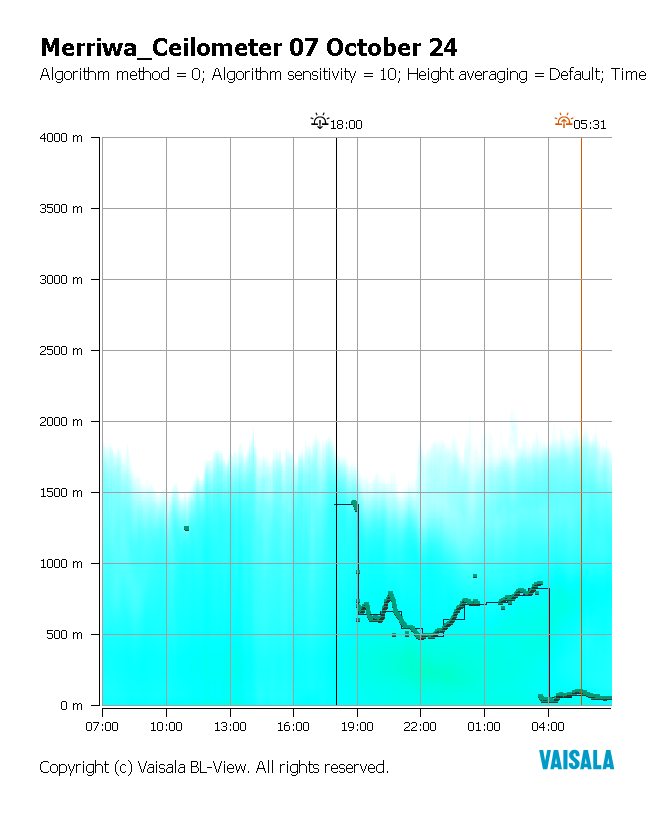 Merriwa_Ceilometer 07 October 24
Algorithm method = 0; Algorithm sensitivity = 10; Height averaging = Default; Time
18:00 05:31
4000 m
3500 m
3000 m
2500 m
2000 m
1500 m
1000 m
500 m
0 m
07:00 10:00 13:00 16:00 19:00 22:00 01:00 04:00
Copyright (c) Vaisala BL-View. All rights reserved.
VAISALA